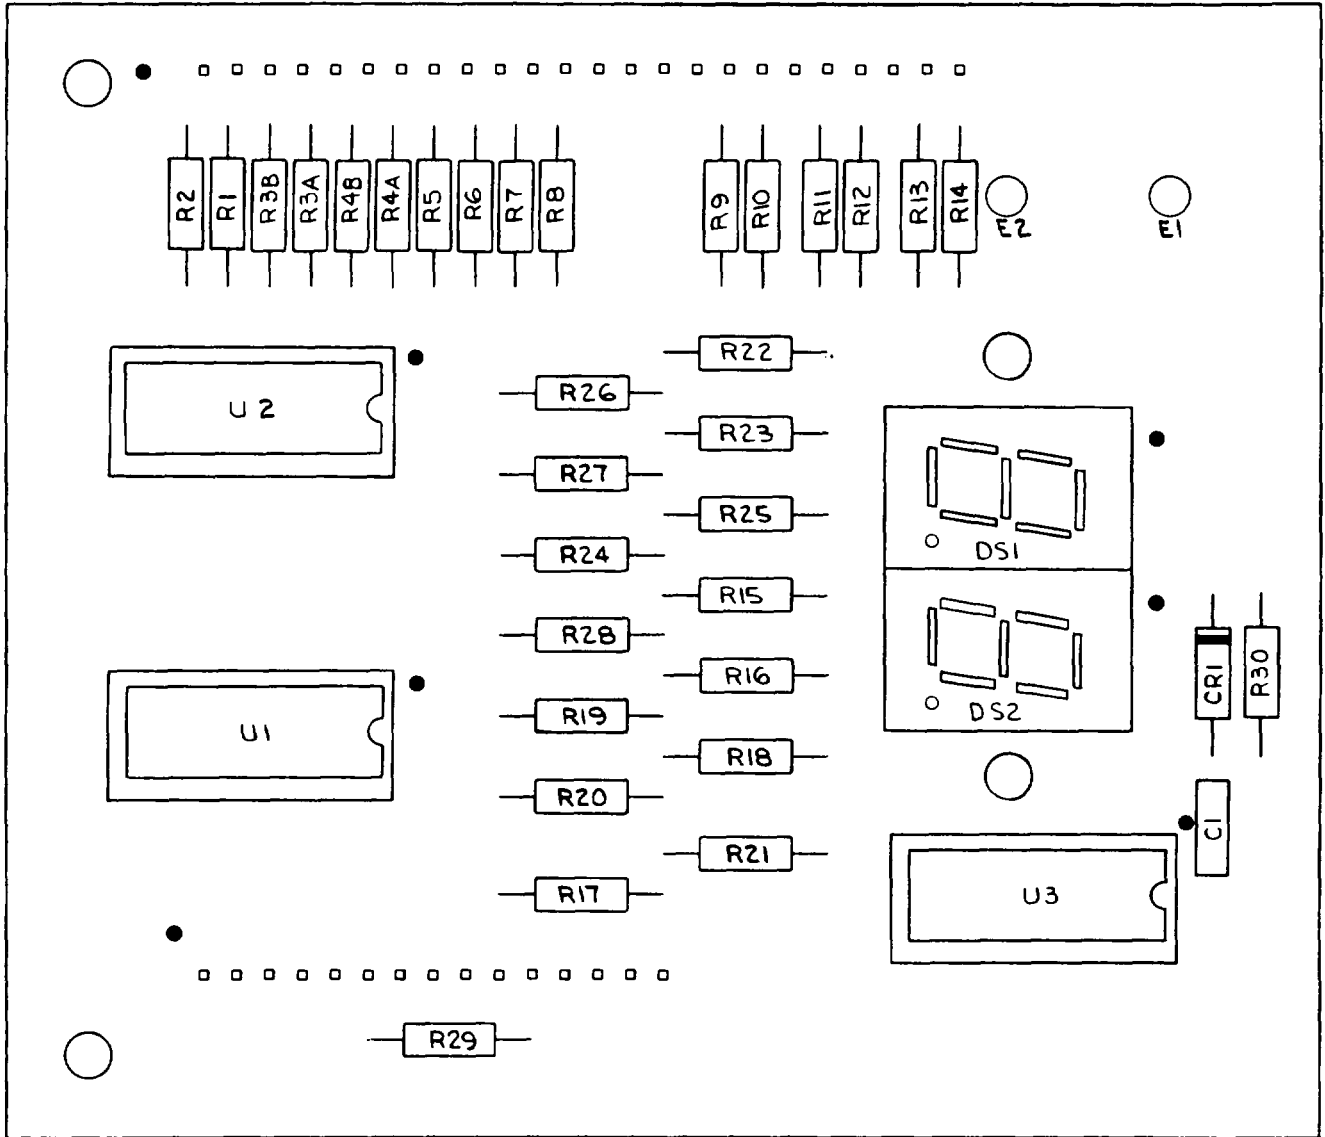 R2 R1 R3B R3A R4B R4A R5 R6 R7 R8 R9 R10 R11 R12 R13 R14
E2 E1
R22
R26
U2
R23
R27
R25
R24
DS1
R15
R28
R16
CR1 R30
R19
DS2
U1
R18
R20
C1
R21
R17
U3
R29